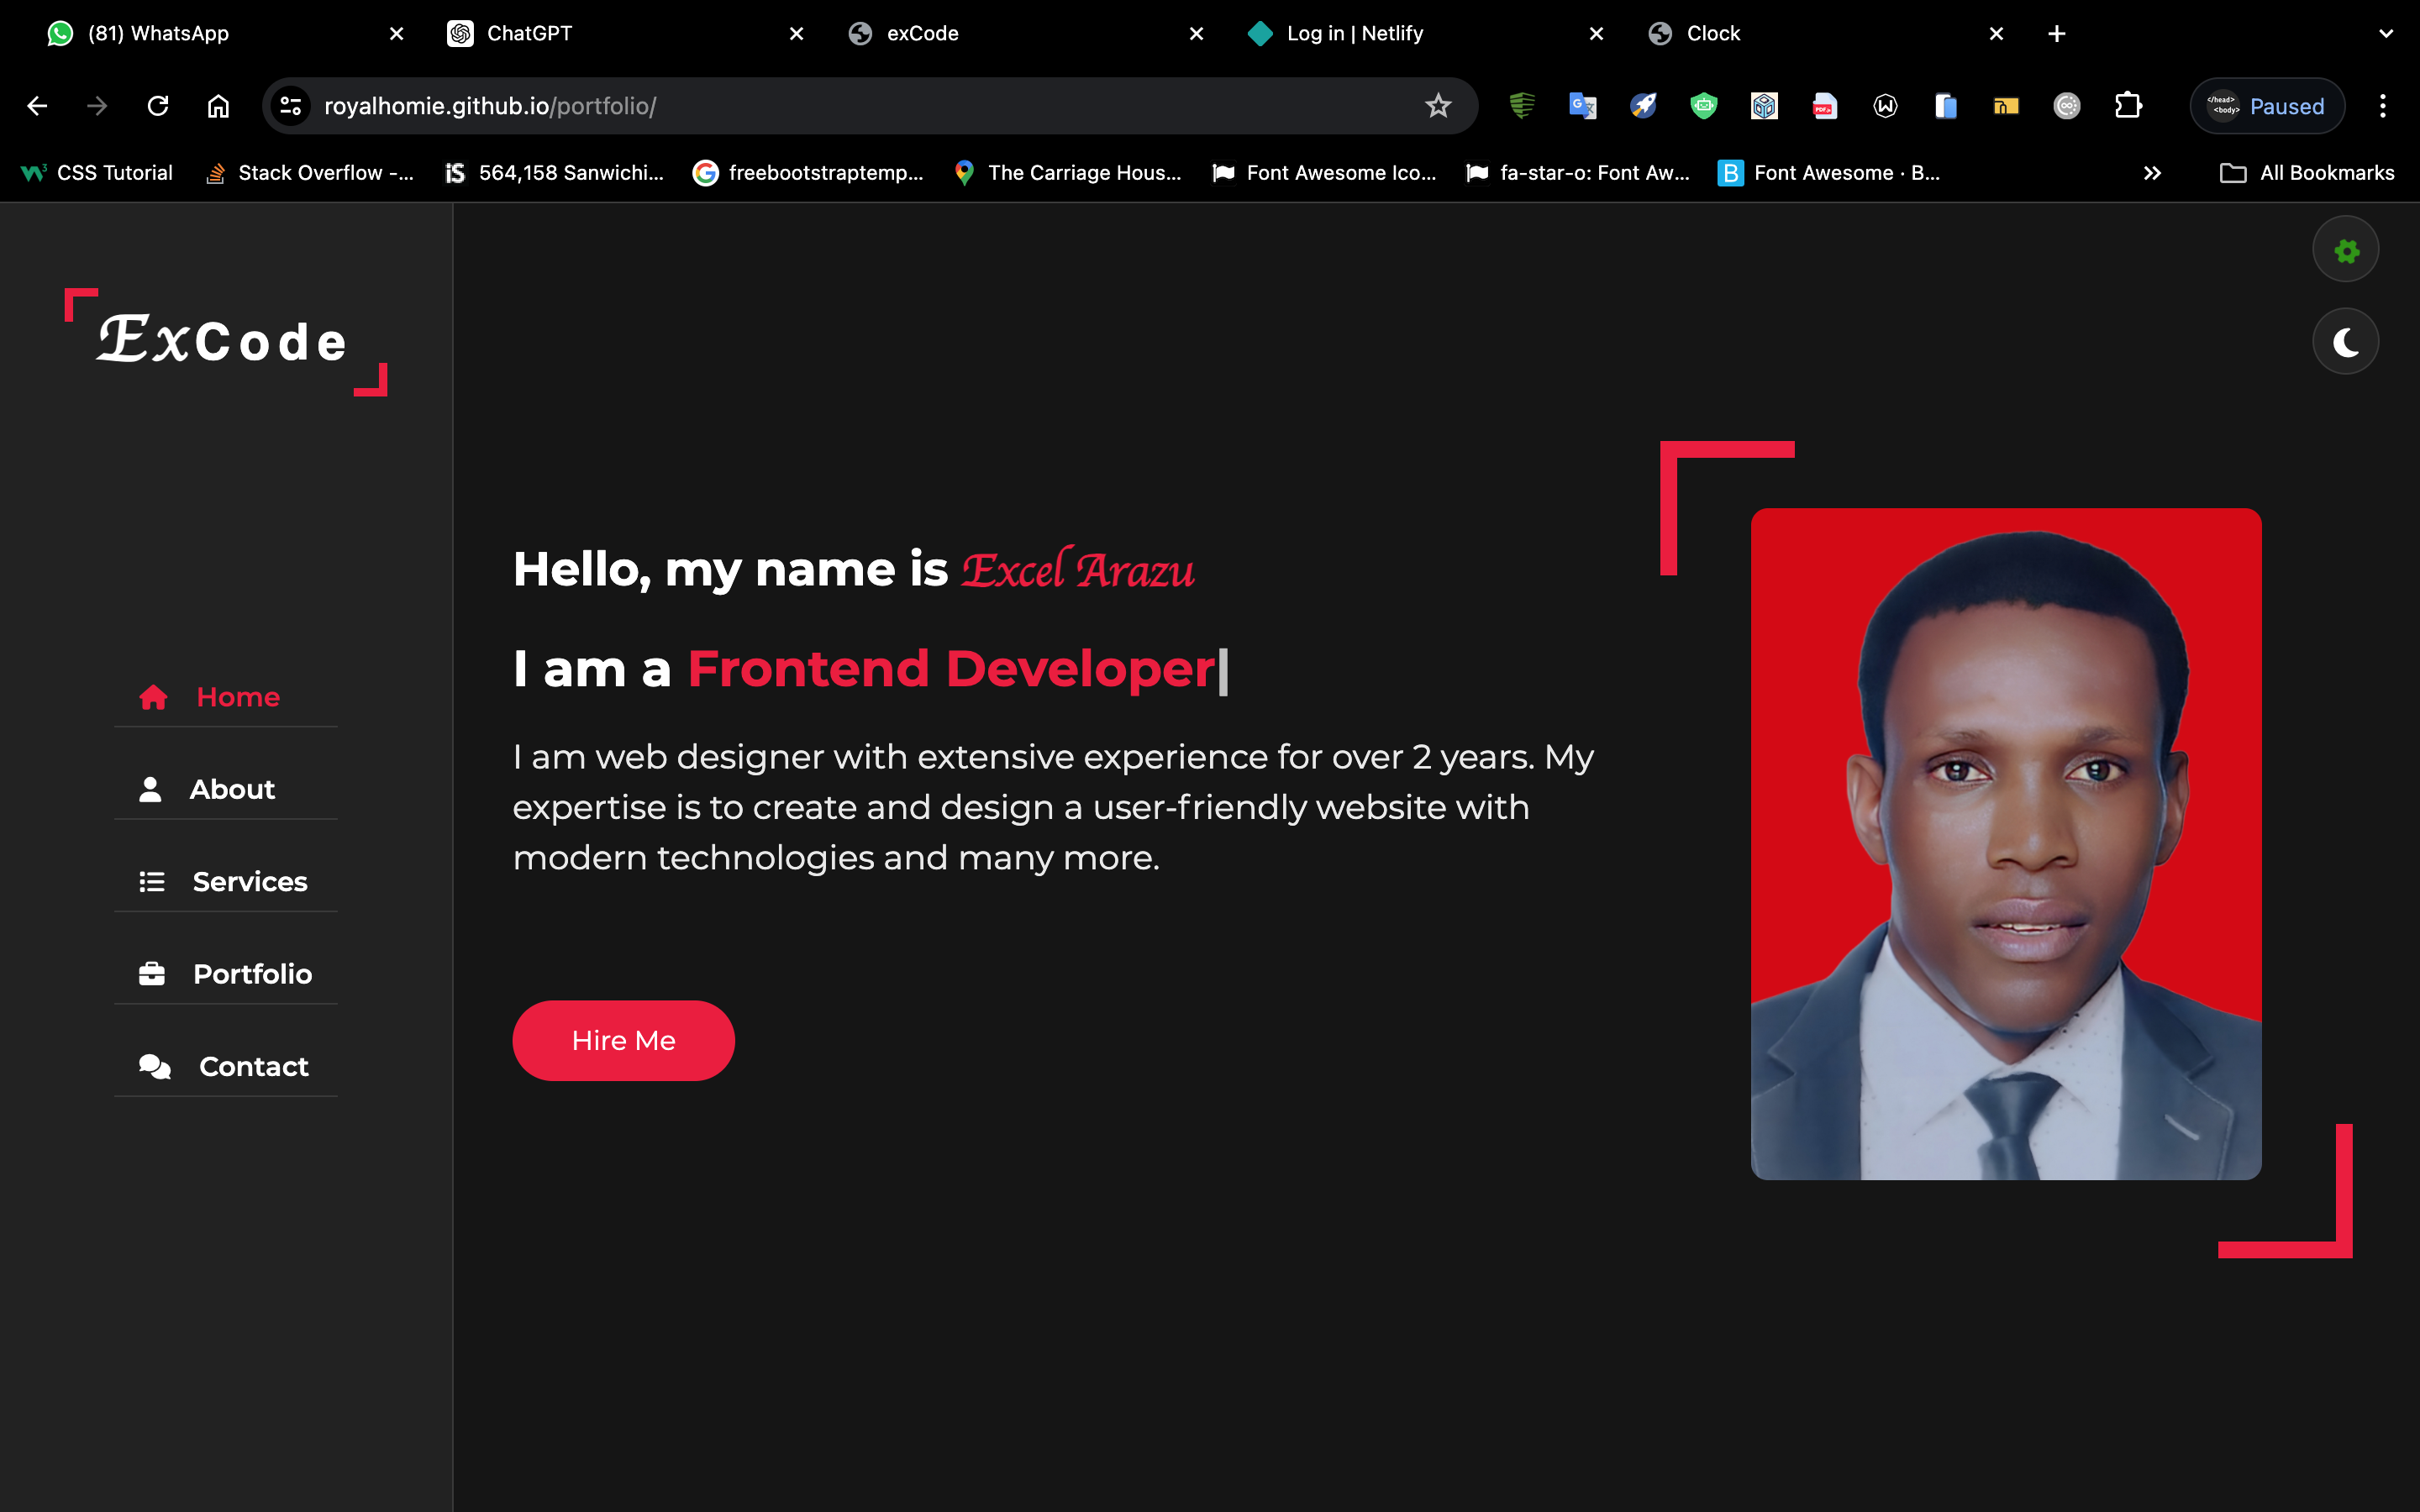 (81) WhatsApp
ChatGPT
exCode
Log in | Netlify
Clock
royalhomie.github.io/portfolio/
Paused
CSS Tutorial
Stack Overflow -...
564,158 Sanwichi...
freebootstraptemp...
The Carriage Hous...
Font Awesome Ico...
fa-star-o: Font Aw...
Font Awesome · B...
All Bookmarks
ExCode
Home
About
Services
Portfolio
Contact
Hello, my name is Excel Arazu
I am a Frontend Developer|
I am web designer with extensive experience for over 2 years. My
expertise is to create and design a user-friendly website with
modern technologies and many more.
Hire Me